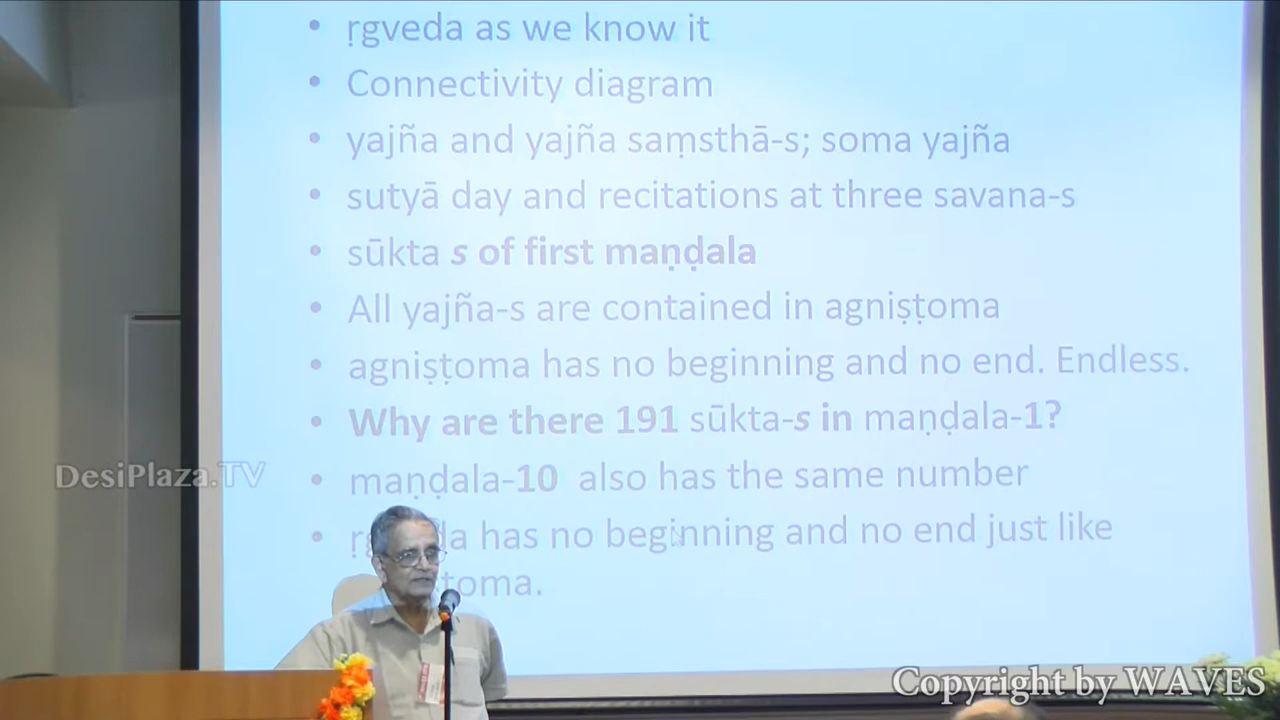 • ṛgveda as we know it
• Connectivity diagram
• yajña and yajña saṃsthā-s; soma yajña
• sutyā day and recitations at three savana-s
• sūkta s of first maṇḍala
• All yajña-s are contained in agniṣṭoma
• agniṣṭoma has no beginning and no end. Endless.
• Why are there 191 sūkta-s in maṇḍala-1?
• maṇḍala-10 also has the same number
• has no beginning and no end just like
DesiPlaza.TV
Copyright by WAVES